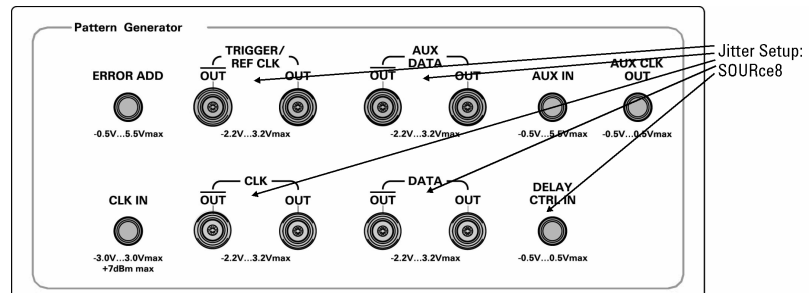 Pattern Generator
TRIGGER/
REF CLK
AUX
DATA
ERROR ADD
OUT
OUT
OUT
OUT
AUX IN
AUX CLK
OUT
-0.5V...5.5Vmax
-2.2V...3.2Vmax
-2.2V...3.2Vmax
-0.5V...5.5Vmax
-0.5V...0.5Vmax
Jitter Setup:
SOURce8
CLK
DATA
CLK IN
OUT
OUT
OUT
OUT
DELAY
CTRL IN
-3.0V...3.0Vmax
+7dBm max
-2.2V...3.2Vmax
-2.2V...3.2Vmax
-0.5V...0.5Vmax